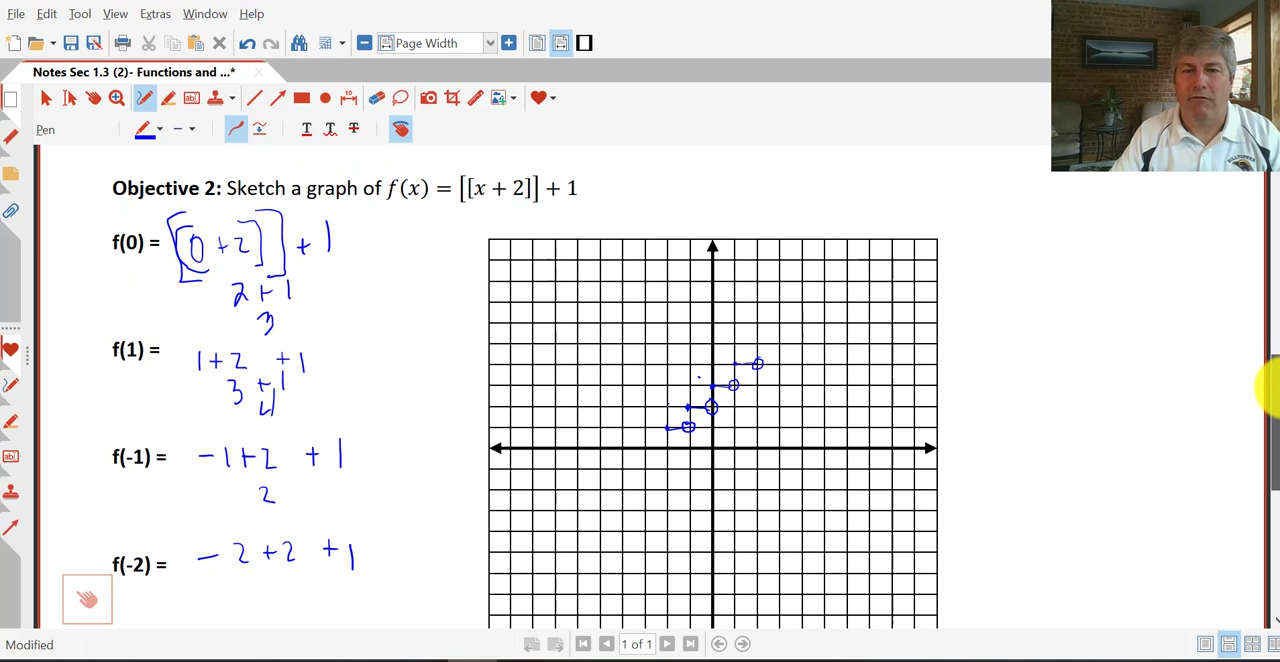 File Edit Tool View Extras Window Help
Page Width
Notes Sec 1.3 (2)- Functions and ...*
Pen
Objective 2: Sketch a graph of f(x) = [[x + 2]] + 1
f(0) = [[0 + 2]] + 1
2 + 1
3
f(1) = 1 + 2 + 1
3 + 1
4
f(-1) = -1 + 2 + 1
2
f(-2) = -2 + 2 + 1
Modified
1 of 1